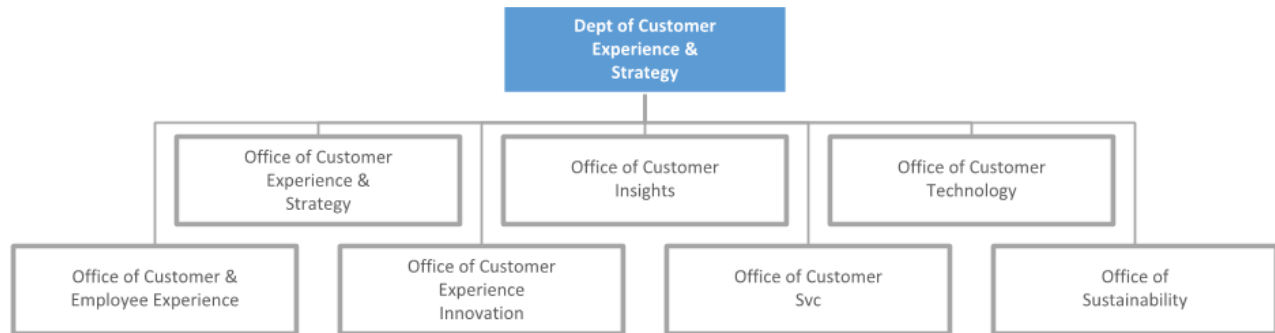 Dept of Customer
Experience &
Strategy
Office of Customer
Experience &
Strategy
Office of Customer
Insights
Office of Customer
Technology
Office of Customer &
Employee Experience
Office of Customer
Experience
Innovation
Office of Customer
Svc
Office of
Sustainability